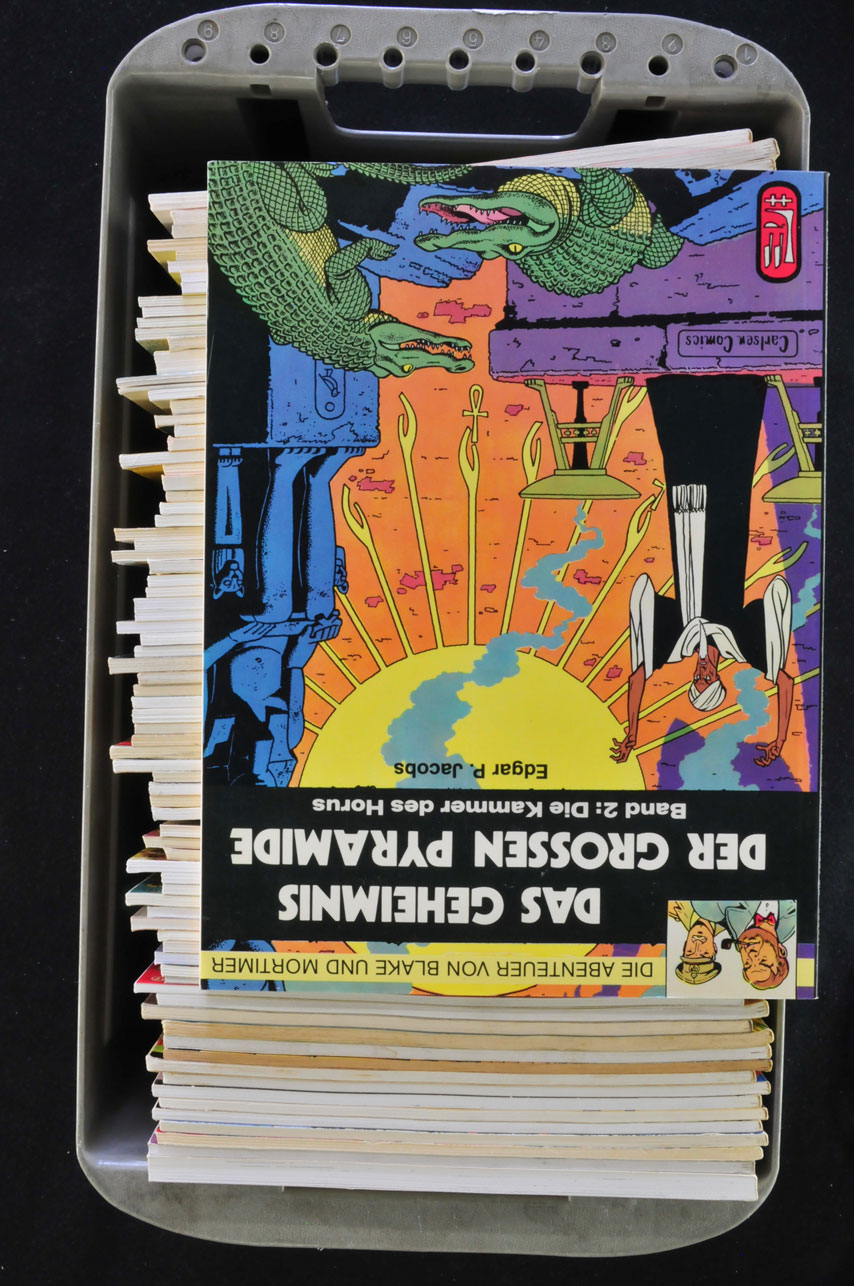 DIE ABENTEUER VON BLAKE UND MORTIMER
DAS GEHEIMNIS
DER GROSSEN PYRAMIDE
Band 2: Die Kammer des Horus
Edgar P. Jacobs
Carlsen Comics